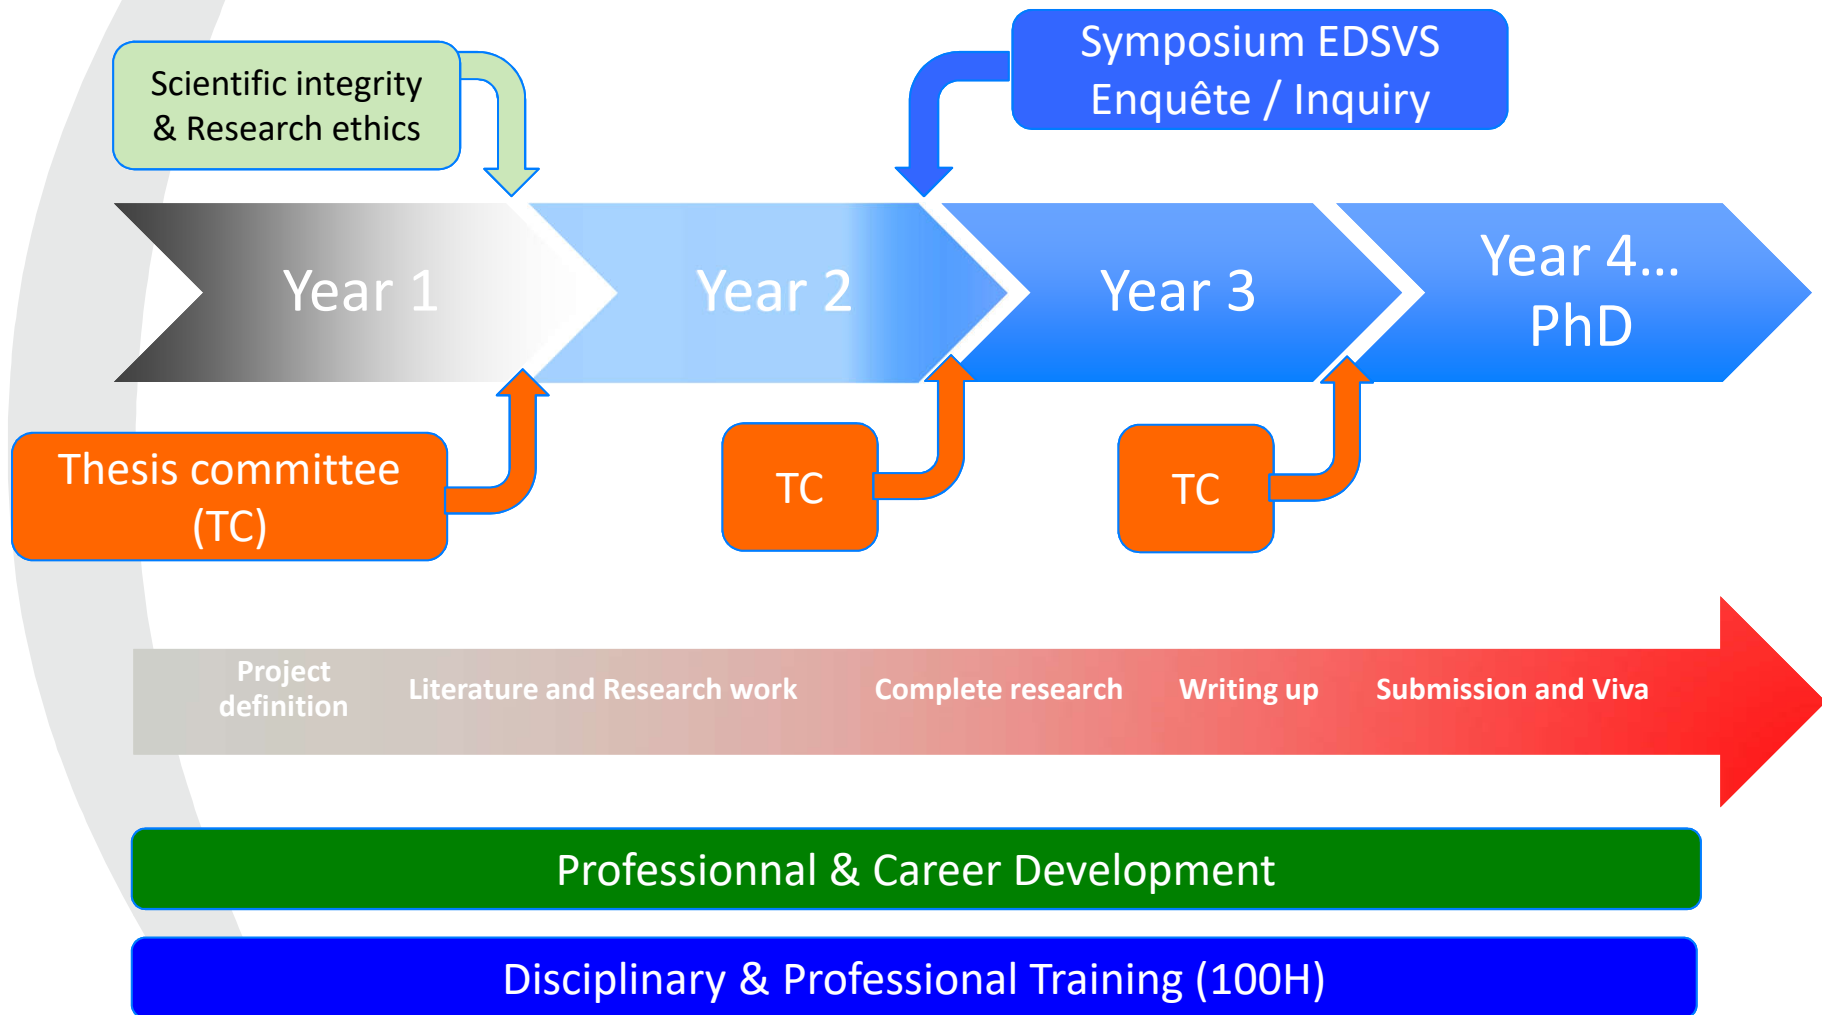 Scientific integrity
& Research ethics
Symposium EDSVS
Enquête / Inquiry
Year 1
Year 2
Year 3
Year 4...
PhD
Thesis committee
(TC)
TC
TC
Project
definition
Literature and Research work
Complete research
Writing up
Submission and Viva
Professionnal & Career Development
Disciplinary & Professional Training (100H)